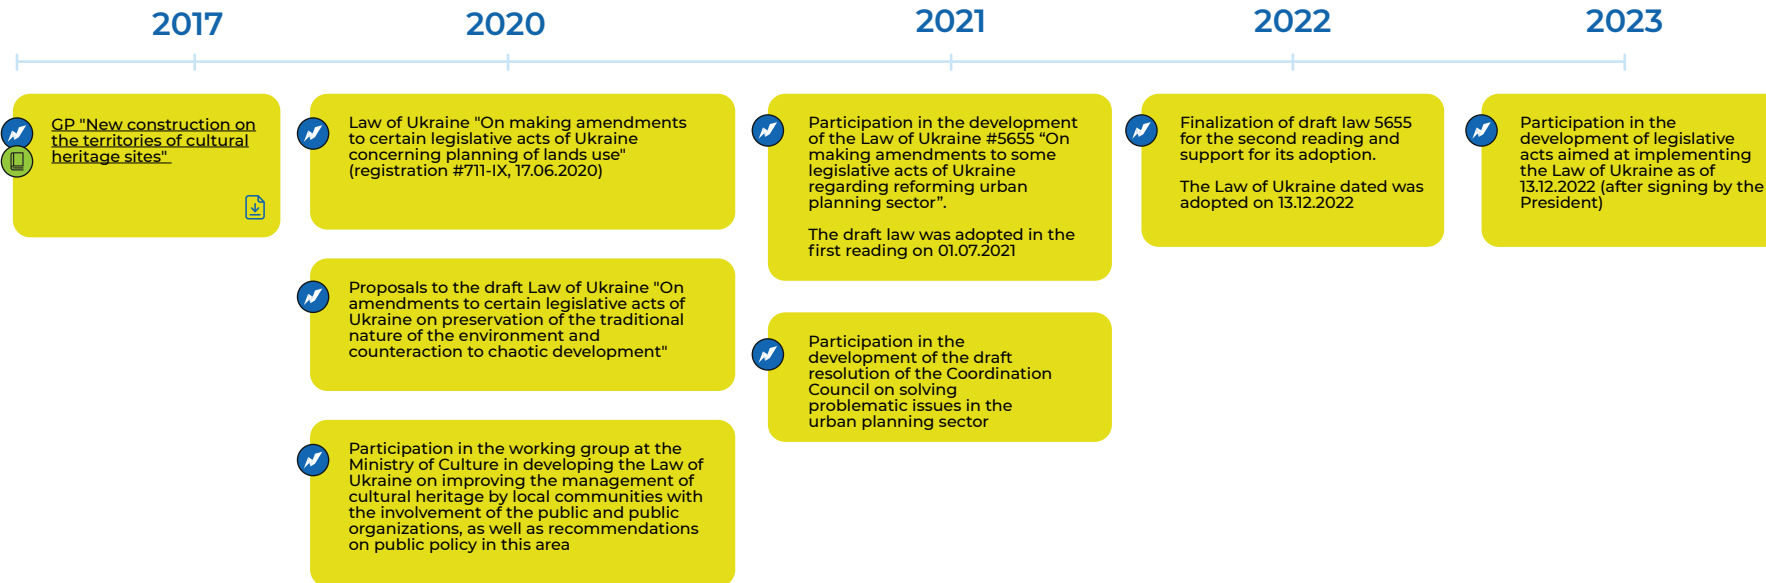 2017
2020
2021
2022
2023
GP "New construction on
the territories of cultural
heritage sites"
Law of Ukraine "On making amendments
to certain legislative acts of Ukraine
concerning planning of lands use"
(registration #711-IX, 17.06.2020)
Proposals to the draft Law of Ukraine "On
amendments to certain legislative acts of
Ukraine on preservation of the traditional
nature of the environment and
counteraction to chaotic development"
Participation in the working group at the
Ministry of Culture in developing the Law of
Ukraine on improving the management of
cultural heritage by local communities with
the involvement of the public and public
organizations, as well as recommendations
on public policy in this area
Participation in the development
of the Law of Ukraine #5655 “On
making amendments to some
legislative acts of Ukraine
regarding reforming urban
planning sector”.
The draft law was adopted in the
first reading on 01.07.2021
Participation in the
development of the draft
resolution of the Coordination
Council on solving
problematic issues in the
urban planning sector
Finalization of draft law 5655
for the second reading and
support for its adoption.
The Law of Ukraine dated was
adopted on 13.12.2022
Participation in the
development of legislative
acts aimed at implementing
the Law of Ukraine as of
13.12.2022 (after signing by the
President)